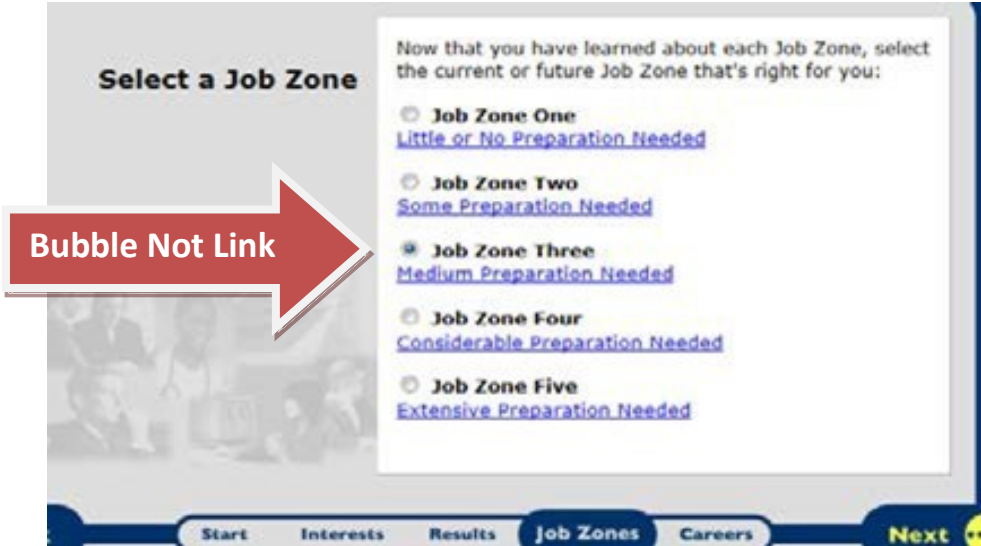 Select a Job Zone
Now that you have learned about each Job Zone, select
the current or future Job Zone that's right for you:
Job Zone One
Little or No Preparation Needed
Job Zone Two
Some Preparation Needed
Bubble Not Link
Job Zone Three
Medium Preparation Needed
Job Zone Four
Considerable Preparation Needed
Job Zone Five
Extensive Preparation Needed
Start Interests Results Job Zones Careers Next